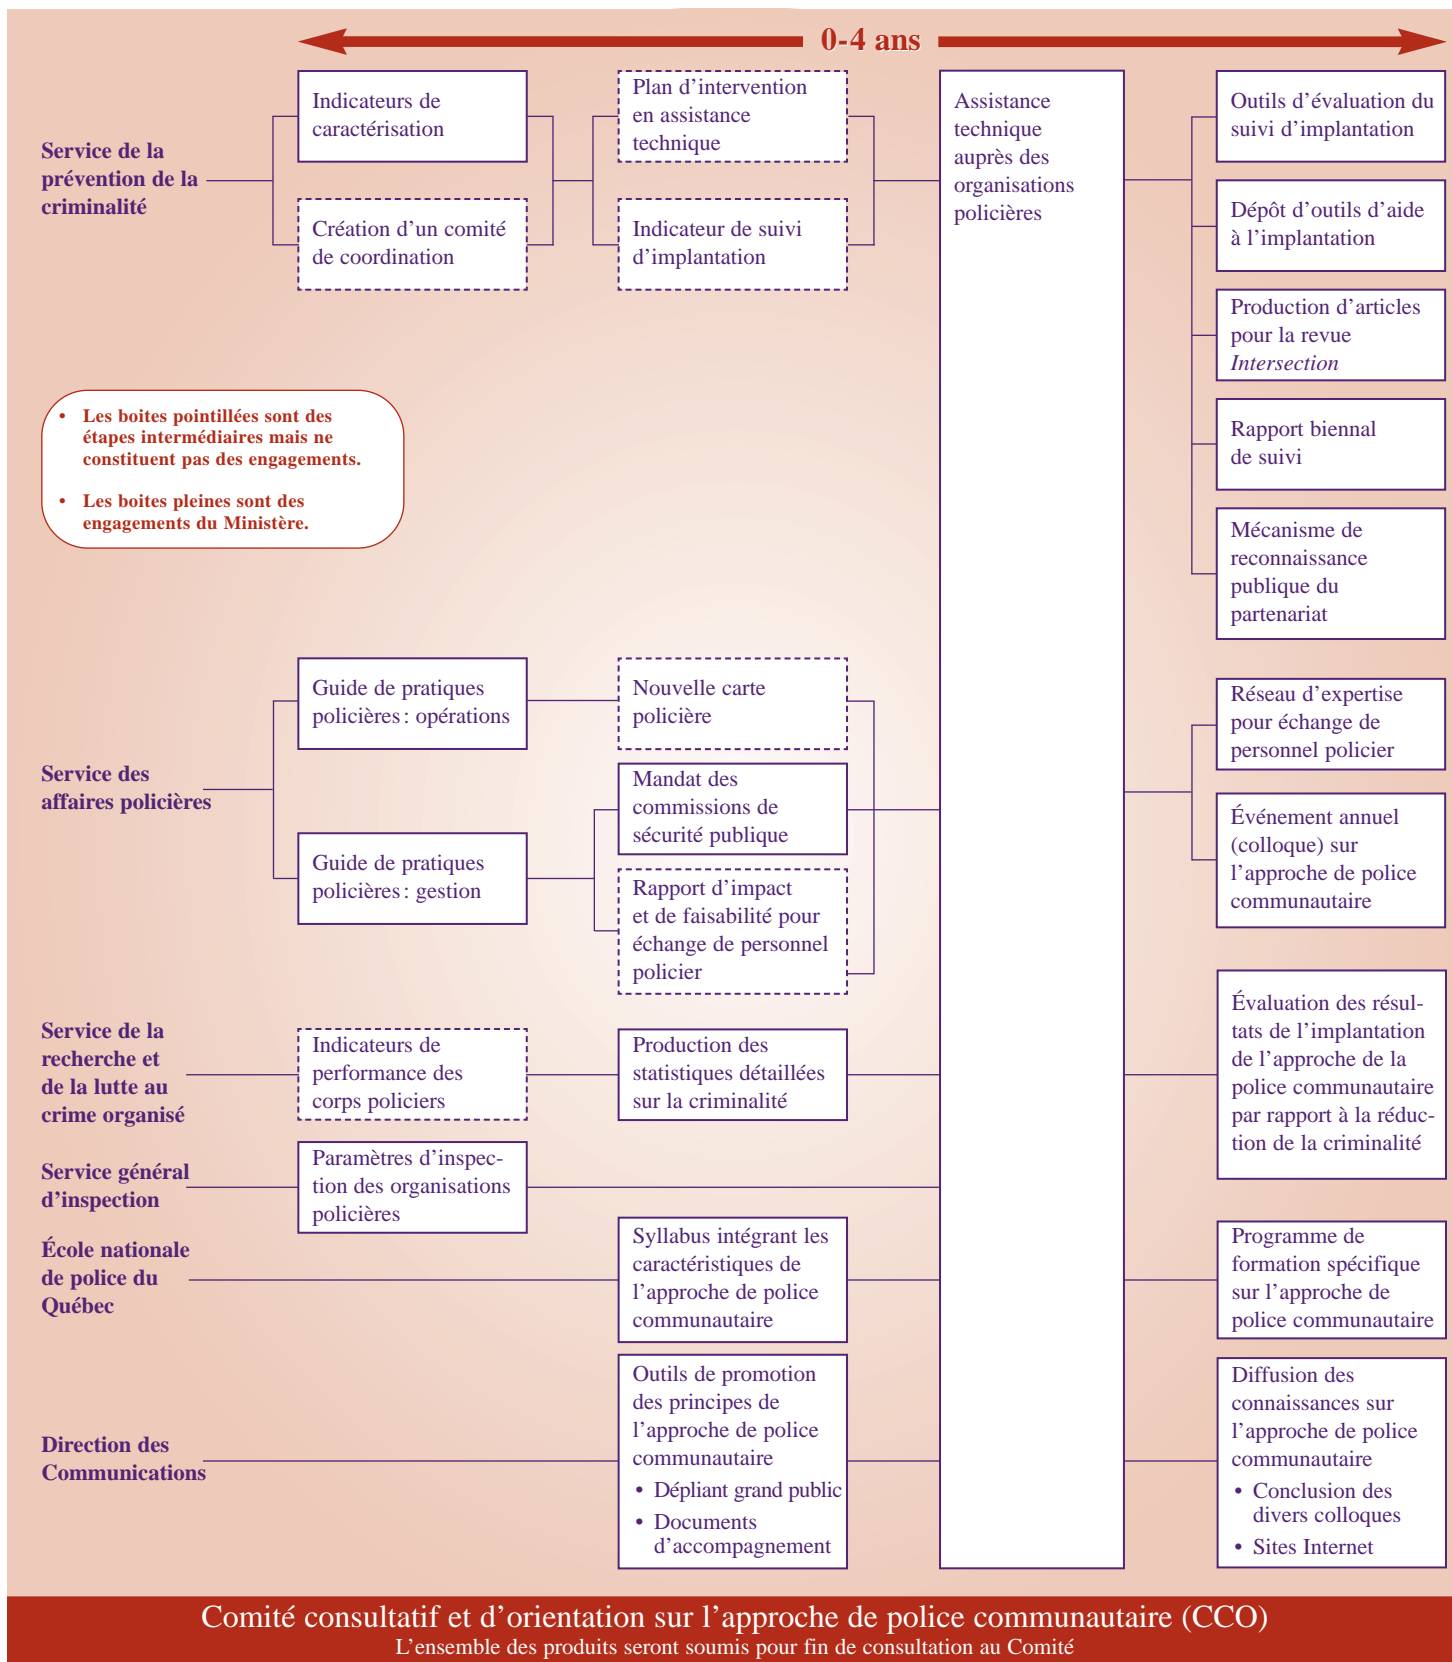 0-4 ans
Service de la
prévention de la
criminalité
Indicateurs de
caractérisation
Création d’un comité
de coordination
Plan d’intervention
en assistance
technique
Indicateur de suivi
d’implantation
Assistance
technique
auprès des
organisations
policières
Outils d’évaluation du
suivi d’implantation
Dépôt d’outils d’aide
à l’implantation
Production d’articles
pour la revue
Intersection
Rapport biennal
de suivi
Mécanisme de
reconnaissance
publique du
partenariat
• Les boites pointillées sont des
étapes intermédiaires mais ne
constituent pas des engagements.
• Les boites pleines sont des
engagements du Ministère.
Service des
affaires policières
Guide de pratiques
policières : opérations
Guide de pratiques
policières : gestion
Nouvelle carte
policière
Mandat des
commissions de
sécurité publique
Rapport d’impact
et de faisabilité pour
échange de personnel
policier
Réseau d’expertise
pour échange de
personnel policier
Événement annuel
(colloque) sur
l’approche de police
communautaire
Service de la
recherche et
de la lutte au
crime organisé
Indicateurs de
performance des
corps policiers
Production des
statistiques détaillées
sur la criminalité
Évaluation des résul-
tats de l’implantation
de l’approche de la
police communautaire
par rapport à la réduc-
tion de la criminalité
Service général
d’inspection
Paramètres d’inspec-
tion des organisations
policières
École nationale
de police du
Québec
Syllabus intégrant les
caractéristiques de
l’approche de police
communautaire
Programme de
formation spécifique
sur l’approche de
police communautaire
Direction des
Communications
Outils de promotion
des principes de
l’approche de police
communautaire
• Dépliant grand public
• Documents
d’accompagnement
Diffusion des
connaissances sur
l’approche de police
communautaire
• Conclusion des
divers colloques
• Sites Internet
Comité consultatif et d’orientation sur l’approche de police communautaire (CCO)
L’ensemble des produits seront soumis pour fin de consultation au Comité